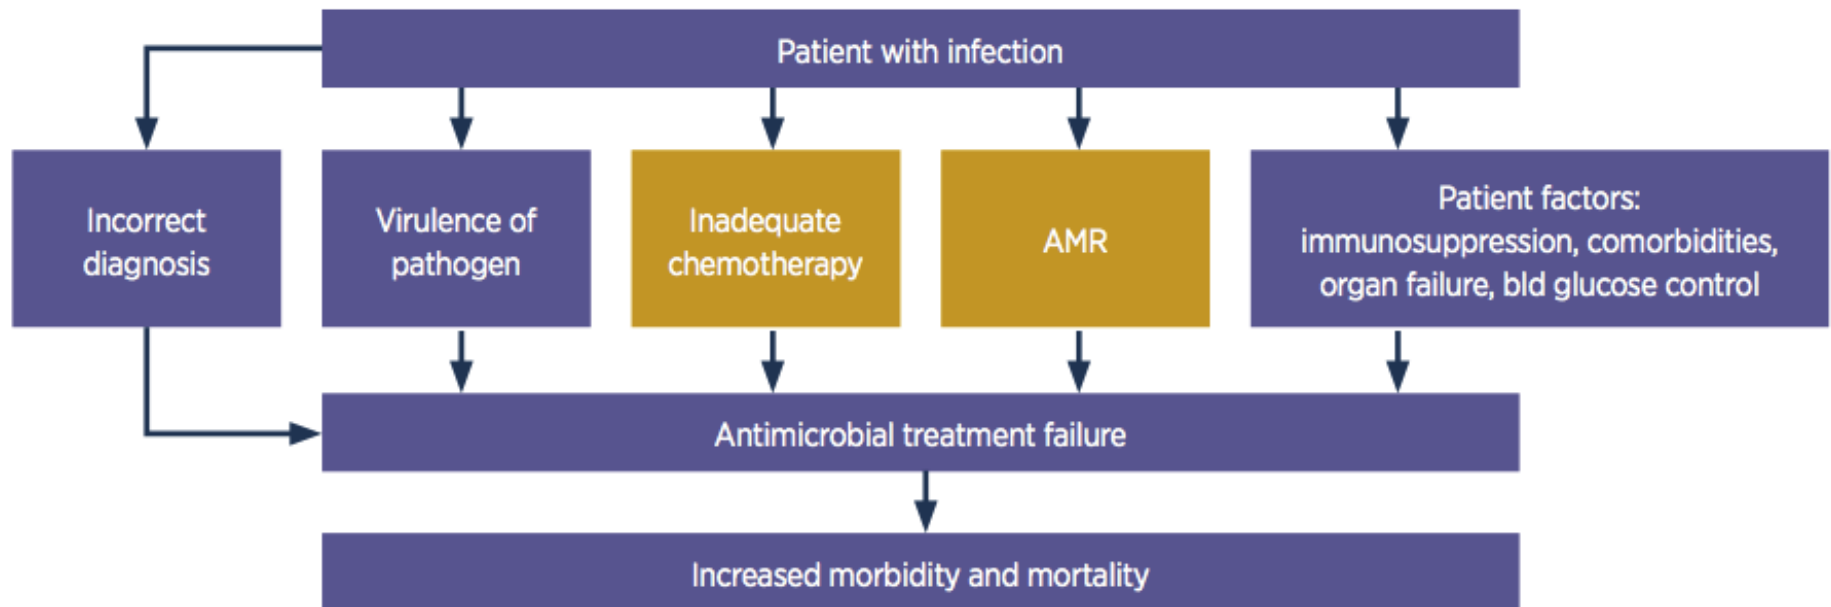 Patient with infection
Incorrect
diagnosis
Virulence of
pathogen
Inadequate
chemotherapy
AMR
Patient factors:
immunosuppression, comorbidities,
organ failure, bld glucose control
Antimicrobial treatment failure
Increased morbidity and mortality